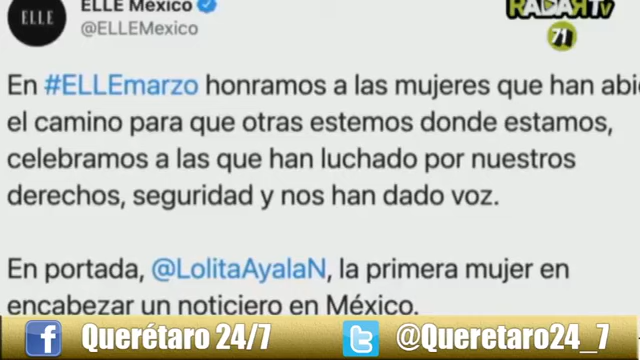 ELLE
ELLE México
@ELLEMexico
RADAR TV
71
En #ELLEmarzo honramos a las mujeres que han abi
el camino para que otras estemos donde estamos,
celebramos a las que han luchado por nuestros
derechos, seguridad y nos han dado voz.
En portada, @LolitaAyalaN, la primera mujer en
encabezar un noticiero en México.
Querétaro 24/7
@Queretaro24_7